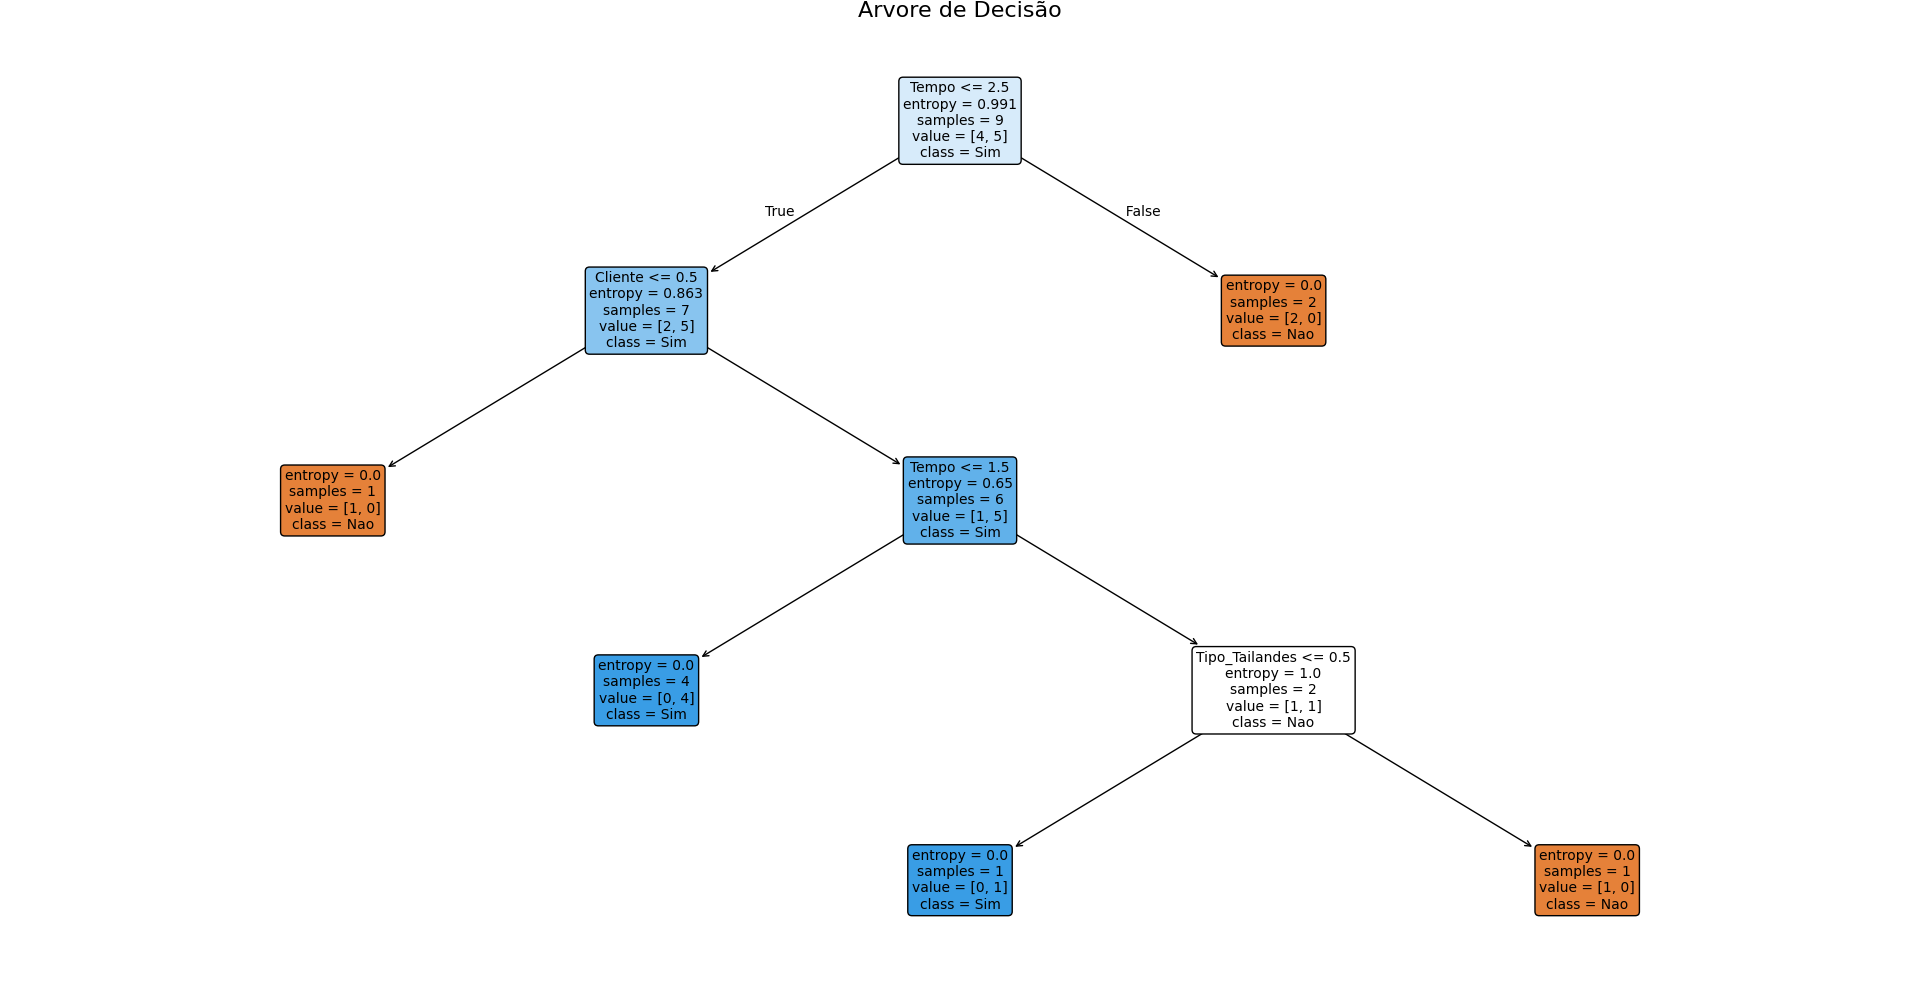 Árvore de Decisão
Tempo <= 2.5
entropy = 0.991
samples = 9
value = [4, 5]
class = Sim
True
False
Cliente <= 0.5
entropy = 0.863
samples = 7
value = [2, 5]
class = Sim
entropy = 0.0
samples = 2
value = [2, 0]
class = Nao
entropy = 0.0
samples = 1
value = [1, 0]
class = Nao
Tempo <= 1.5
entropy = 0.65
samples = 6
value = [1, 5]
class = Sim
entropy = 0.0
samples = 4
value = [0, 4]
class = Sim
Tipo_Tailandes <= 0.5
entropy = 1.0
samples = 2
value = [1, 1]
class = Nao
entropy = 0.0
samples = 1
value = [0, 1]
class = Sim
entropy = 0.0
samples = 1
value = [1, 0]
class = Nao